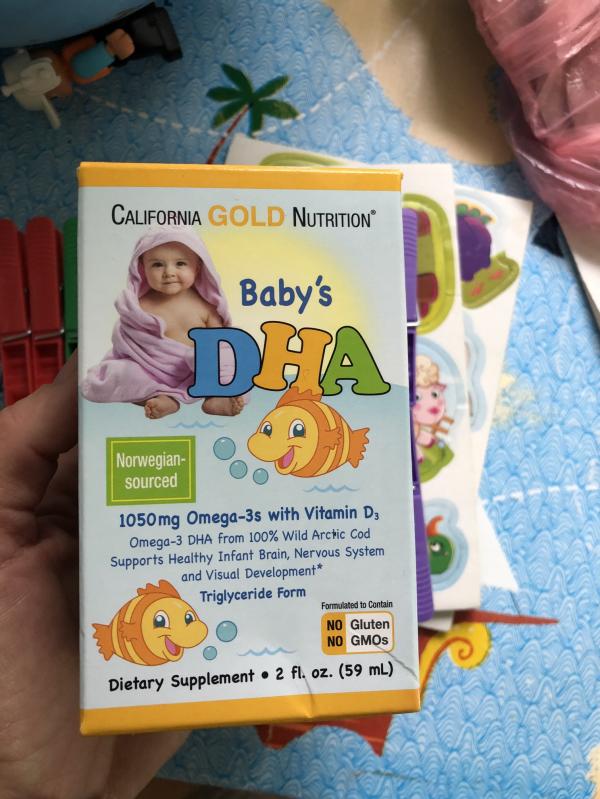 CALIFORNIA GOLD NUTRITION®
Baby's
DHA
Norwegian-
sourced
1050mg Omega-3s with Vitamin D₃
Omega-3 DHA from 100% Wild Arctic Cod
Supports Healthy Infant Brain, Nervous System
and Visual Development*
Triglyceride Form
Formulated to Contain
NO Gluten
NO GMOs
Dietary Supplement • 2 fl. oz. (59 mL)